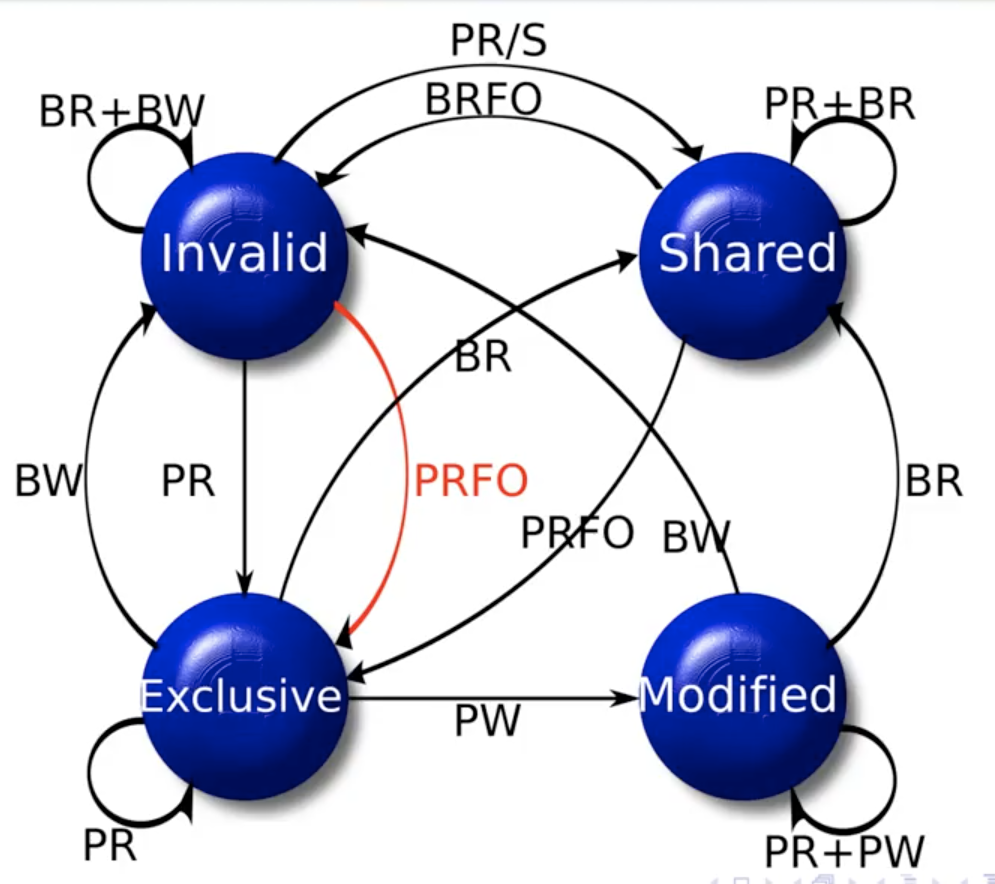 PR/S
BRFO
BR+BW
PR+BR
Invalid
Shared
BR
BW
PR
PRFO
BR
PRFO
BW
Exclusive
Modified
PW
PR
PR+PW